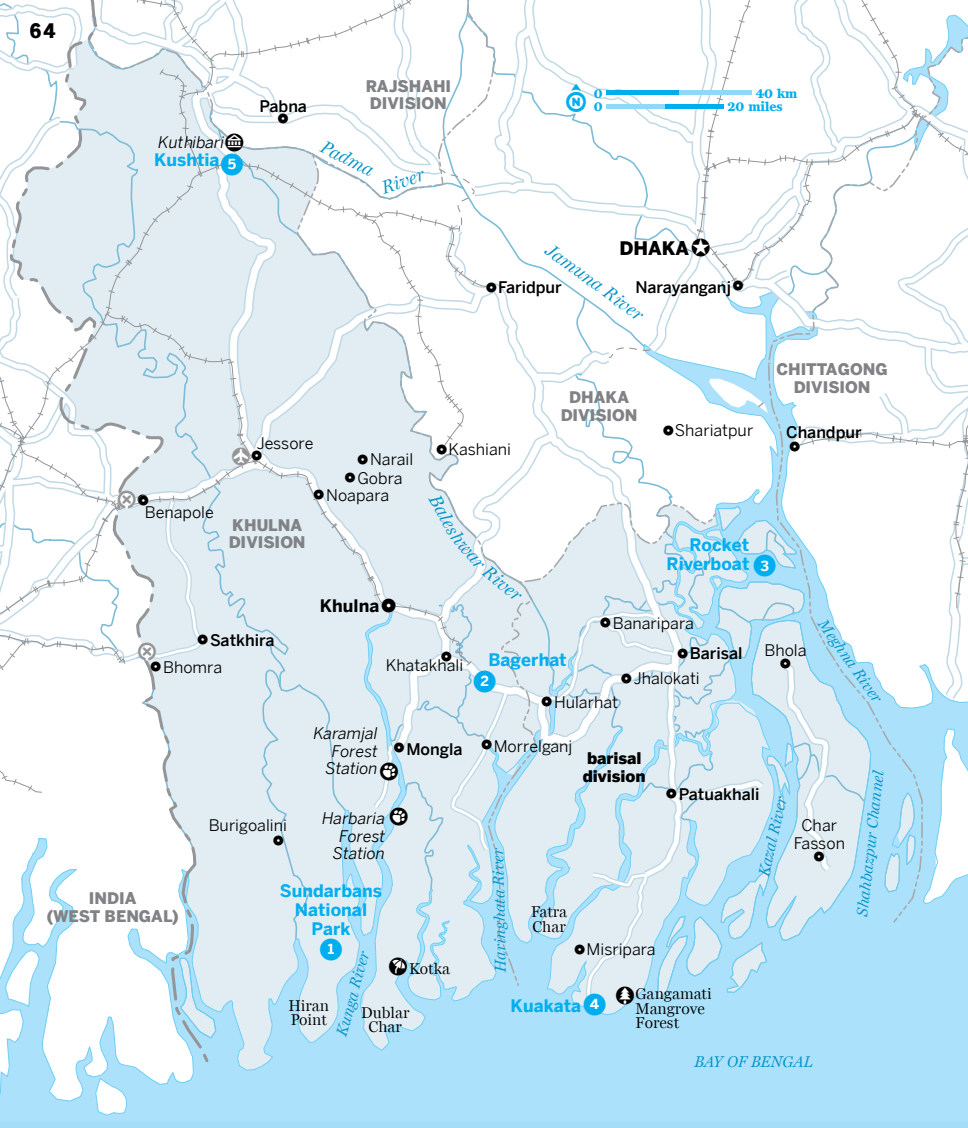 64
RAJSHAHI
DIVISION
0
40 km
0
20 miles
N
Pabna
Kuthibari
Kushtia 5
Padma
River
DHAKA
Jamuna River
Narayanganj
Faridpur
CHITTAGONG
DIVISION
DHAKA
DIVISION
Shariatpur
Chandpur
Jessore
Kashiani
Narail
Gobra
Noapara
Benapole
KHULNA
DIVISION
Baleshwar River
Rocket
Riverboat 3
Khulna
Banaripara
Satkhira
Bhomra
Khatakhali
Bagerhat
2
Barisal
Bhola
Meghna River
Jhalokati
Hularhat
Karamjal
Forest
Station
Mongla
Morrelganj
barisal
division
Patuakhali
Harbaria
Forest
Station
Burigoalini
Kazal River
Char
Fasson
Shahbazpur Channel
INDIA
(WEST BENGAL)
Sundarbans
National
Park
1
Haringhata River
Fatra
Char
Misripara
Kotka
Kunga River
Hiran
Point
Dublar
Char
Kuakata 4
Gangamati
Mangrove
Forest
BAY OF BENGAL